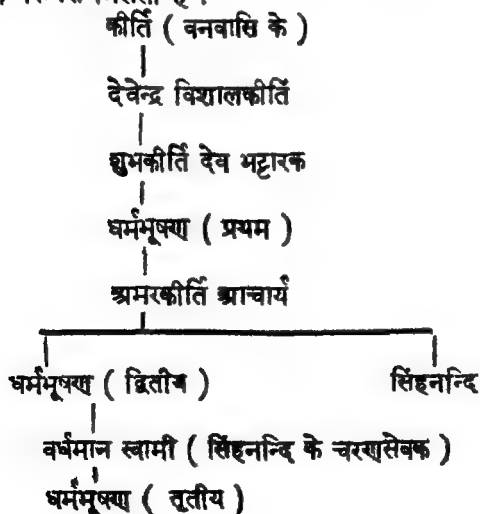 कीर्ति ( वनवासि के )
देवेन्द्र विशालकीर्ति
शुभकीर्ति देव भट्टारक
धर्मभूषण ( प्रथम )
अमरकीर्ति आचार्य
धर्मभूषण ( द्वितीय ) सिंहनन्दि
वर्धमान स्वामी ( सिंहनन्दि के चरणसेवक )
धर्मभूषण ( तृतीय )